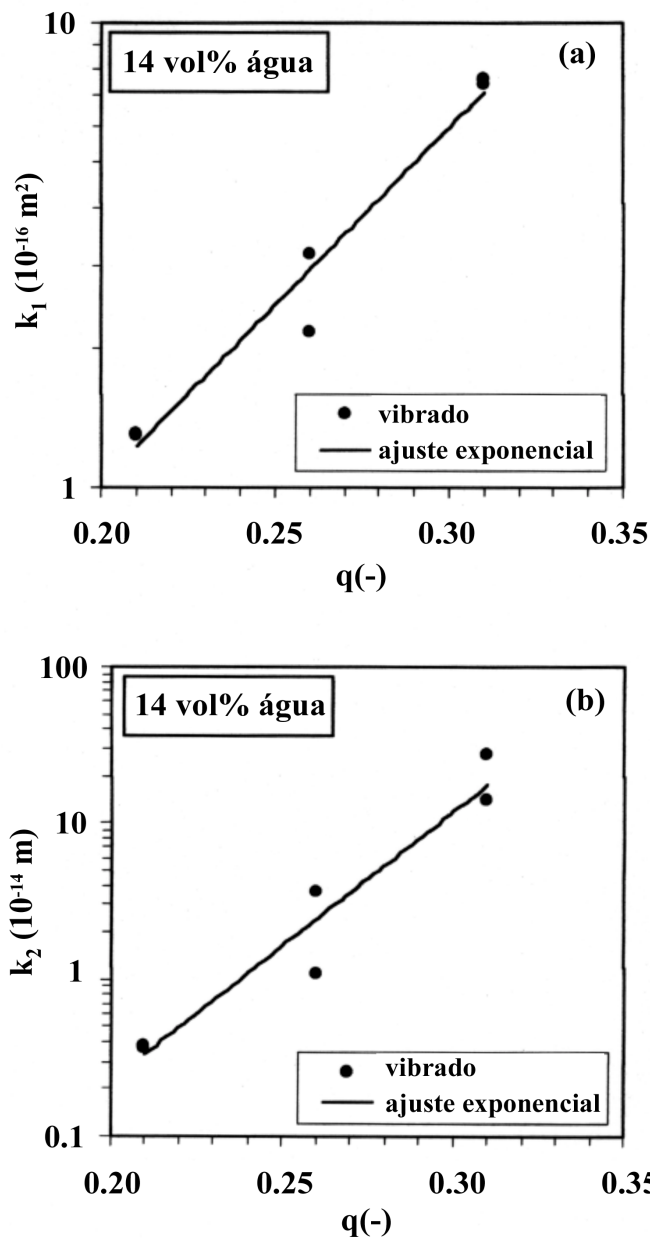 10
14 vol% água
(a)
k₁ (10⁻¹⁶ m²)
vibrado
ajuste exponencial
1
0.20
0.25
0.30
0.35
q(-)
100
14 vol% água
(b)
10
k₂ (10⁻¹⁴ m)
1
vibrado
ajuste exponencial
0.1
0.20
0.25
0.30
0.35
q(-)